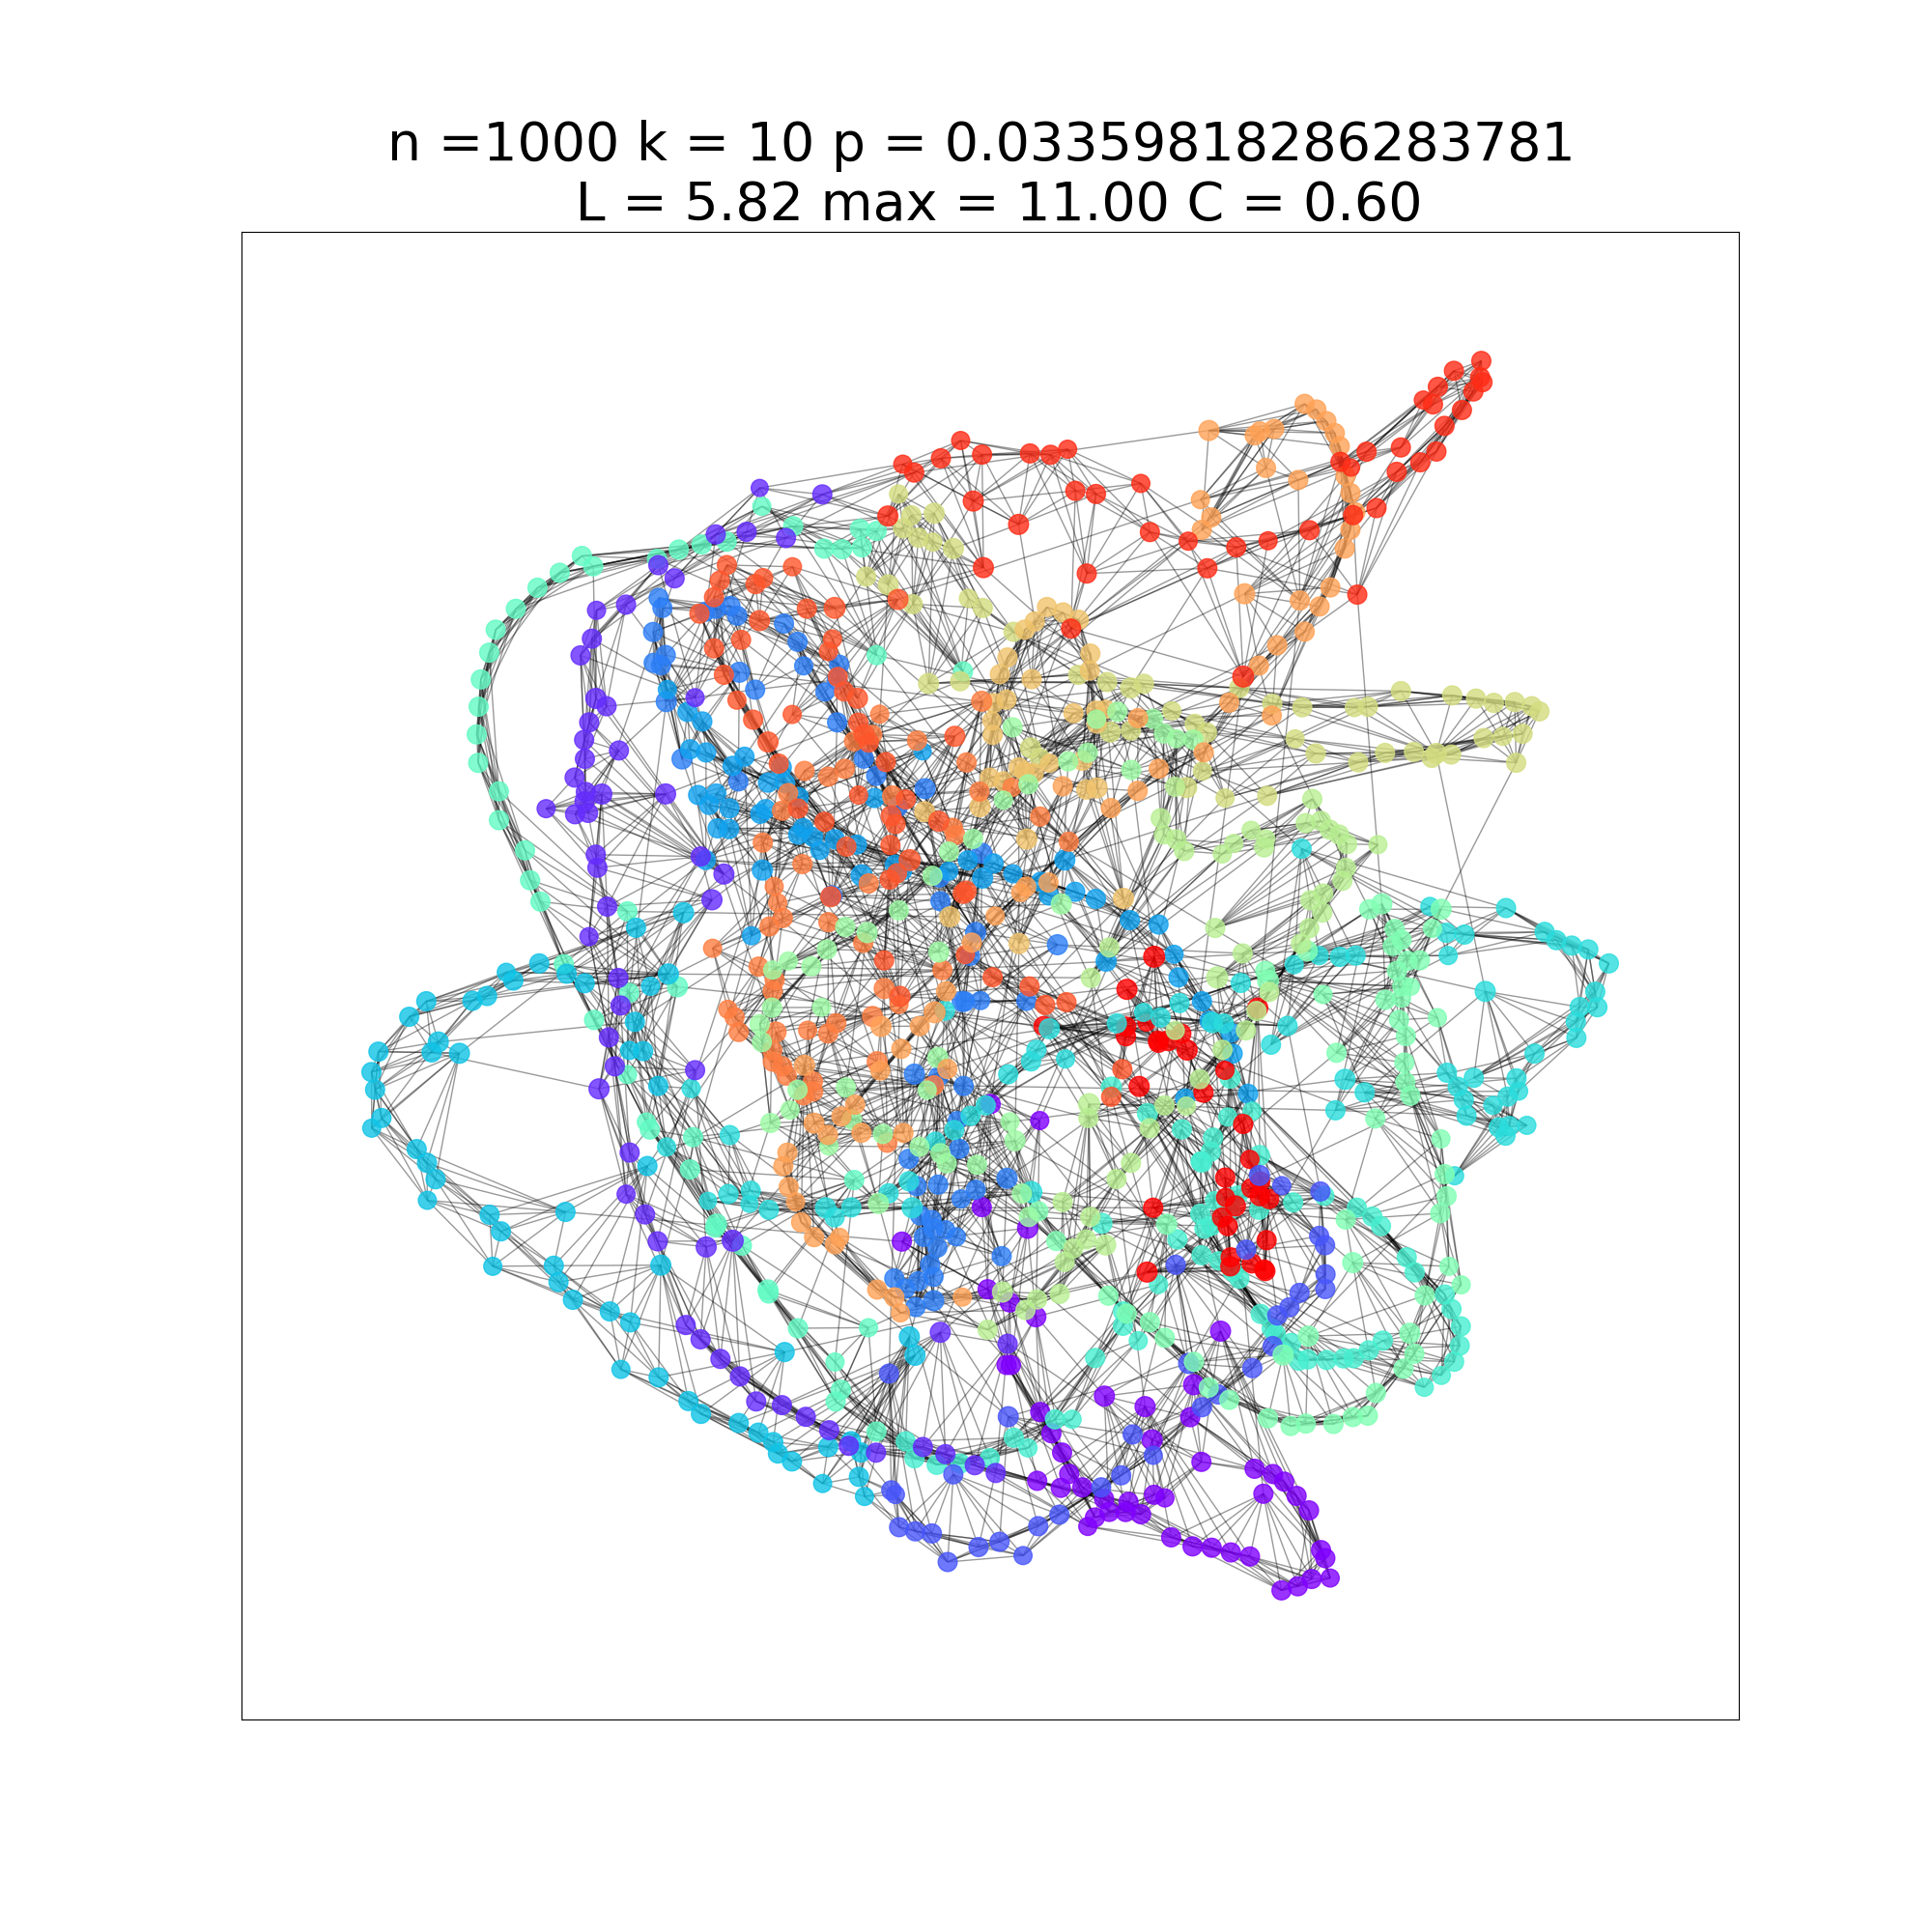 n =1000 k = 10 p = 0.03359818286283781
L = 5.82 max = 11.00 C = 0.60